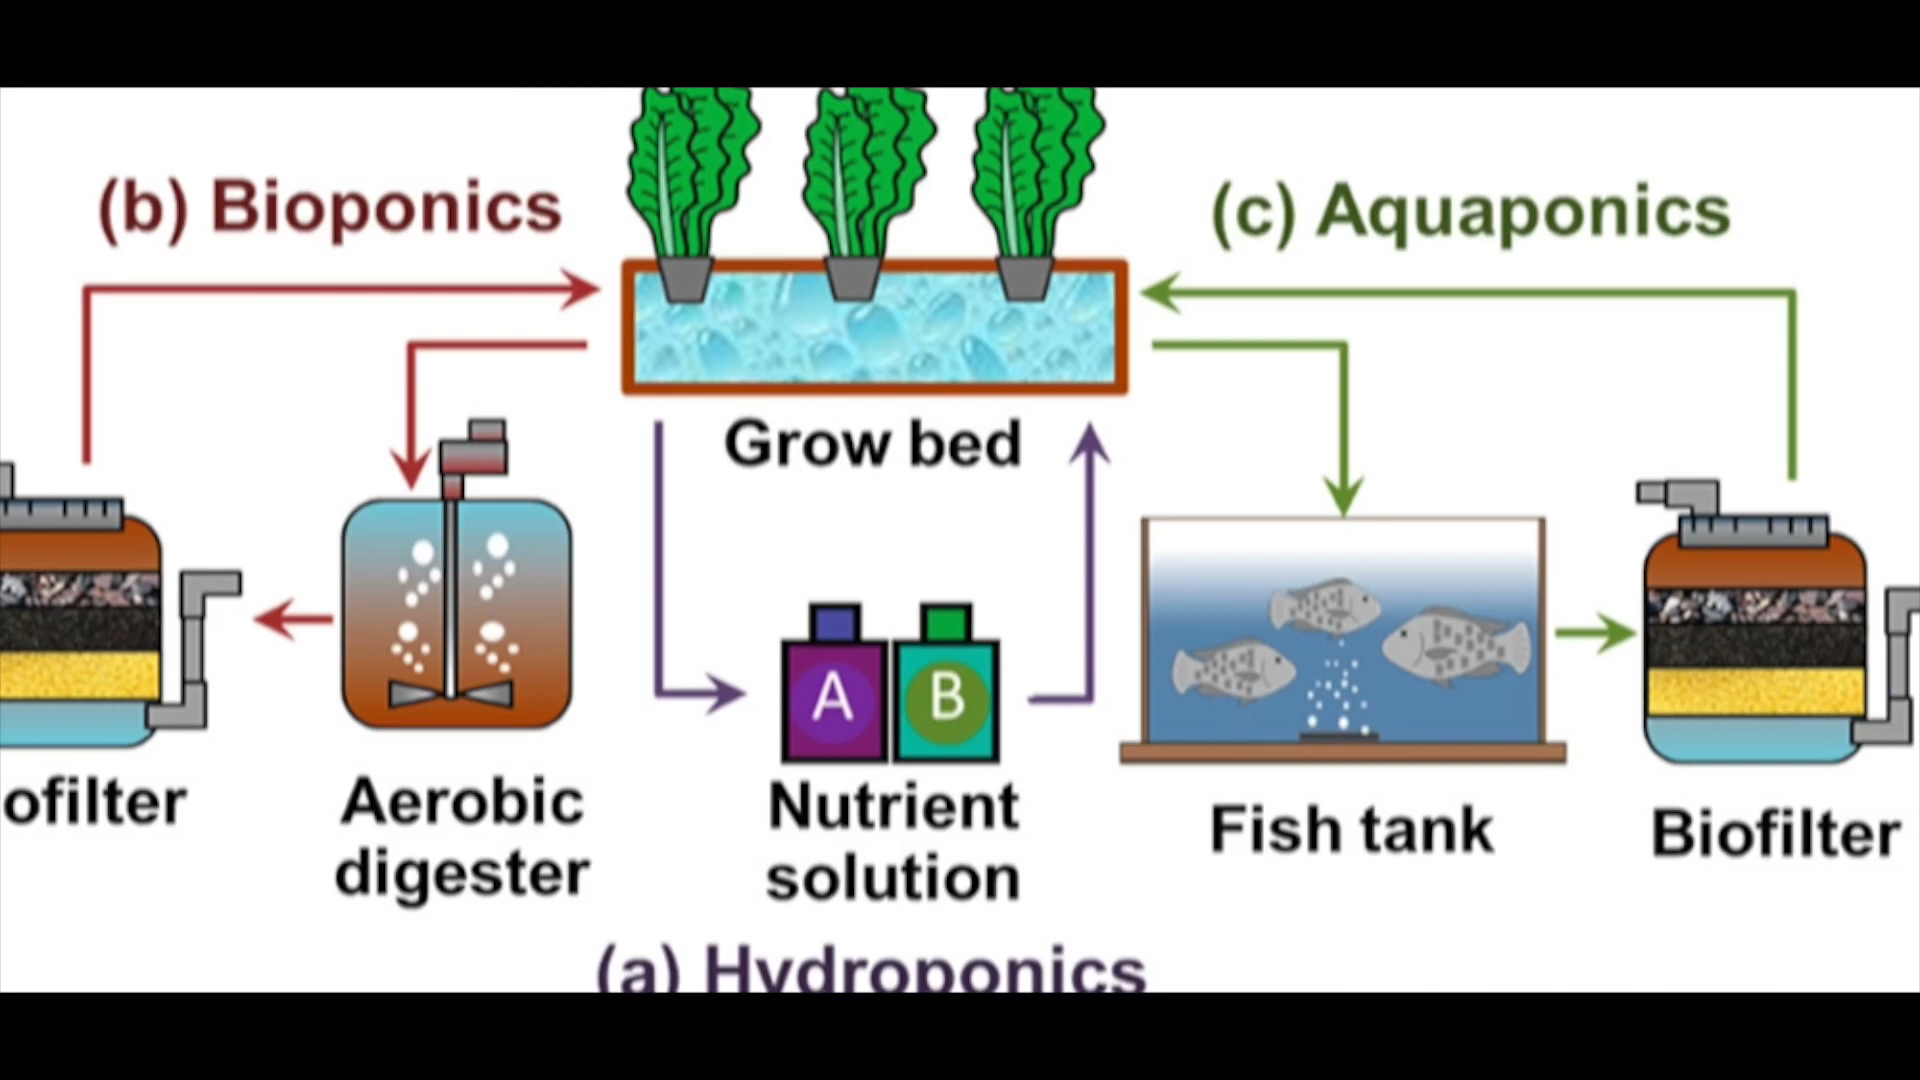 (b) Bioponics
(c) Aquaponics
Grow bed
A
B
ofilter
Aerobic
digester
Nutrient
solution
Fish tank
Biofilter
(a) Hydroponics